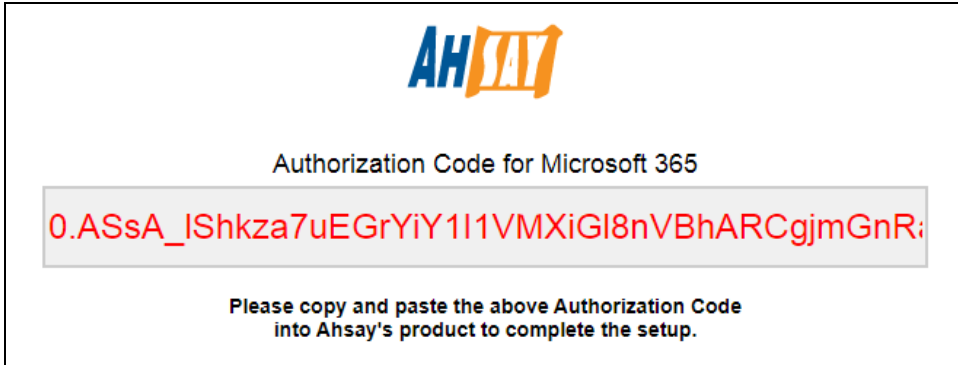 AHSAY
Authorization Code for Microsoft 365
0.ASsA_lShkza7uEGrYiY1l1VMXiGl8nVBhARCgjmGnRa
Please copy and paste the above Authorization Code
into Ahsay's product to complete the setup.